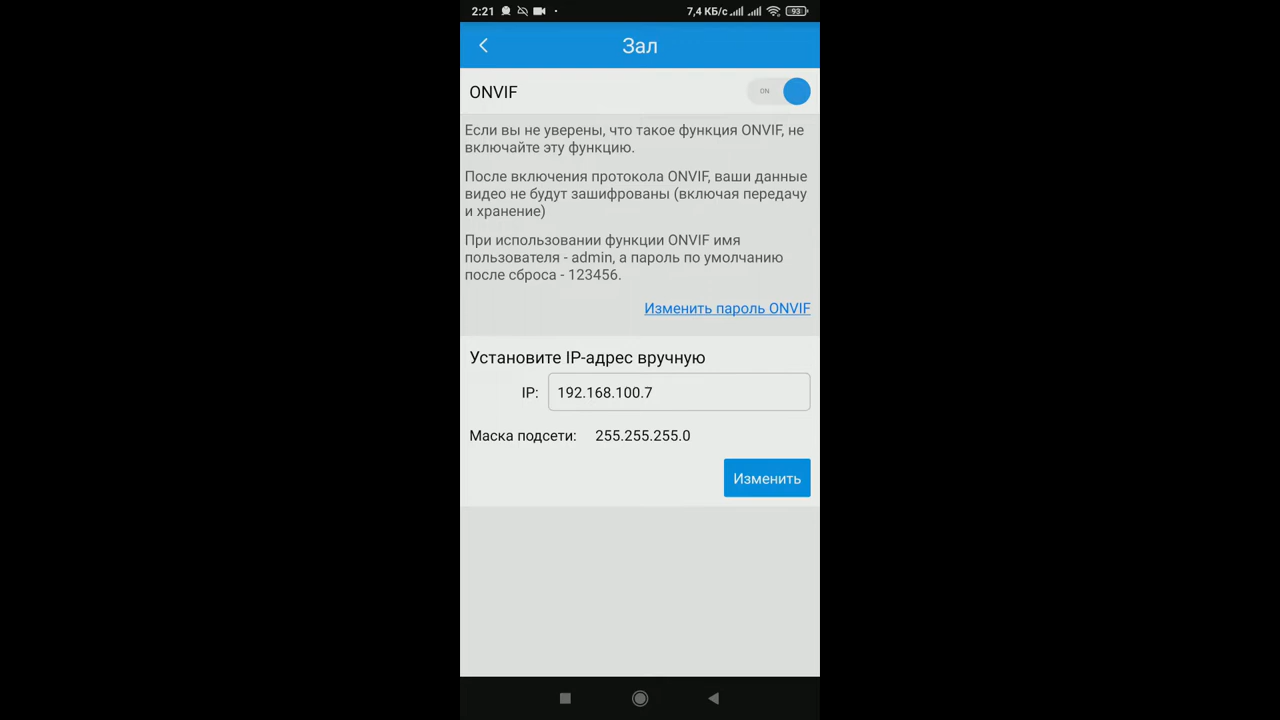 2:21
7,4 КБ/с
93
Зал
ONVIF
ON
Если вы не уверены, что такое функция ONVIF, не
включайте эту функцию.
После включения протокола ONVIF, ваши данные
видео не будут зашифрованы (включая передачу
и хранение)
При использовании функции ONVIF имя
пользователя - admin, а пароль по умолчанию
после сброса - 123456.
Изменить пароль ONVIF
Установите IP-адрес вручную
IP: 192.168.100.7
Маска подсети: 255.255.255.0
Изменить